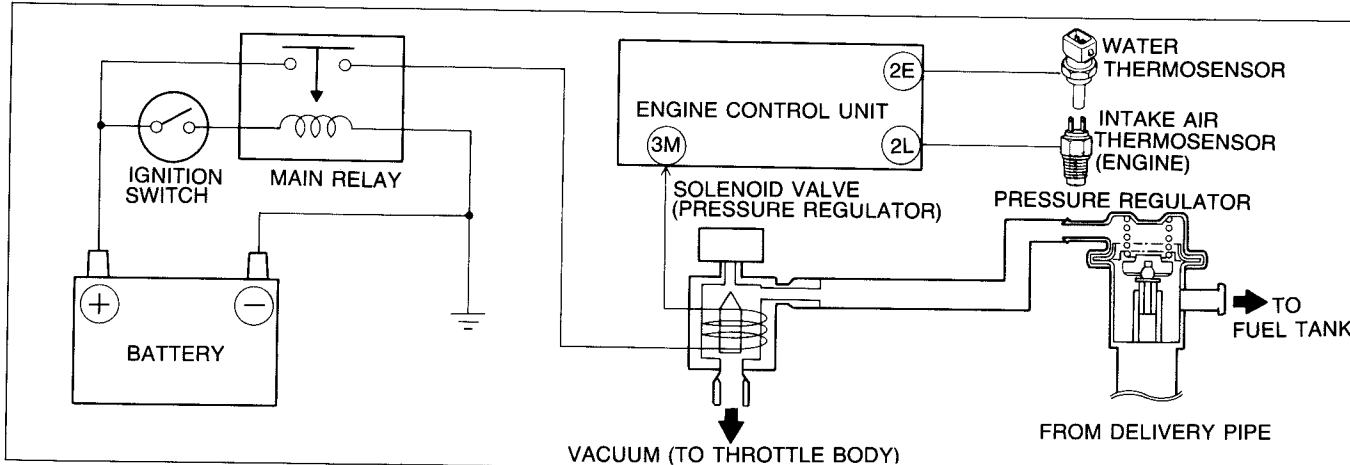 WATER
THERMOSENSOR
2E
ENGINE CONTROL UNIT
3M
2L
INTAKE AIR
THERMOSENSOR
(ENGINE)
IGNITION
SWITCH
MAIN RELAY
SOLENOID VALVE
(PRESSURE REGULATOR)
PRESSURE REGULATOR
+
−
BATTERY
TO
FUEL TANK
FROM DELIVERY PIPE
VACUUM (TO THROTTLE BODY)